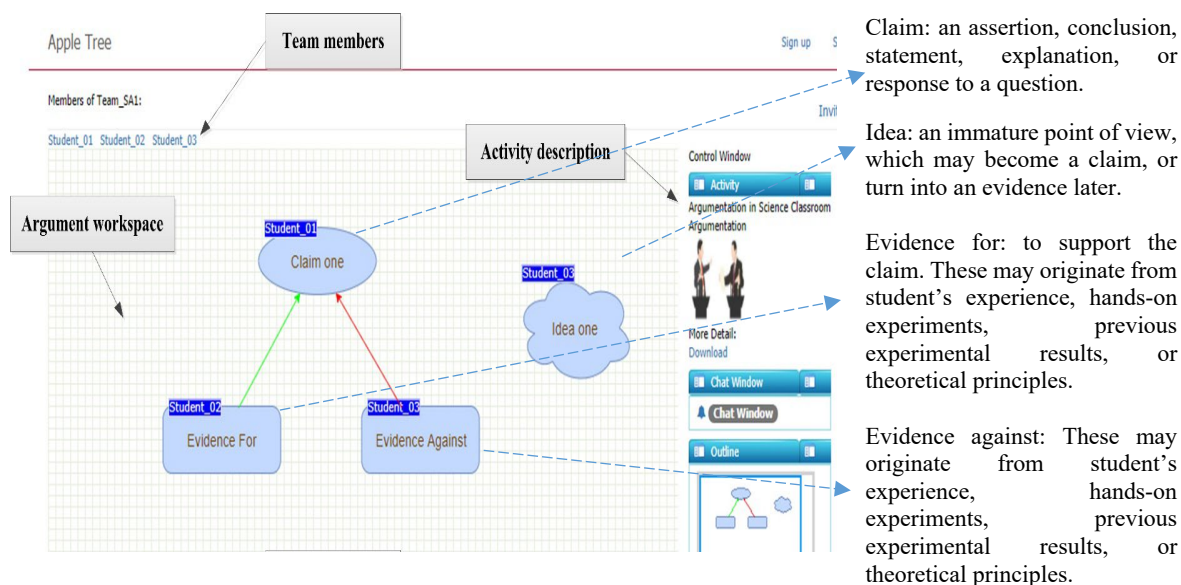 Apple Tree
Team members
Sign up
S
Members of Team_SA1:
Invit
Student_01 Student_02 Student_03
Argument workspace
Activity description
Student_01
Claim one
Student_03
Idea one
Student_02
Evidence For
Student_03
Evidence Against
Control Window
Activity
Argumentation in Science Classroom
Argumentation
More Detail:
Download
Chat Window
Chat Window
Outline
Claim: an assertion, conclusion,
statement, explanation, or
response to a question.
Idea: an immature point of view,
which may become a claim, or
turn into an evidence later.
Evidence for: to support the
claim. These may originate from
student’s experience, hands-on
experiments, previous
experimental results, or
theoretical principles.
Evidence against: These may
originate from student’s
experience, hands-on
experiments, previous
experimental results, or
theoretical principles.